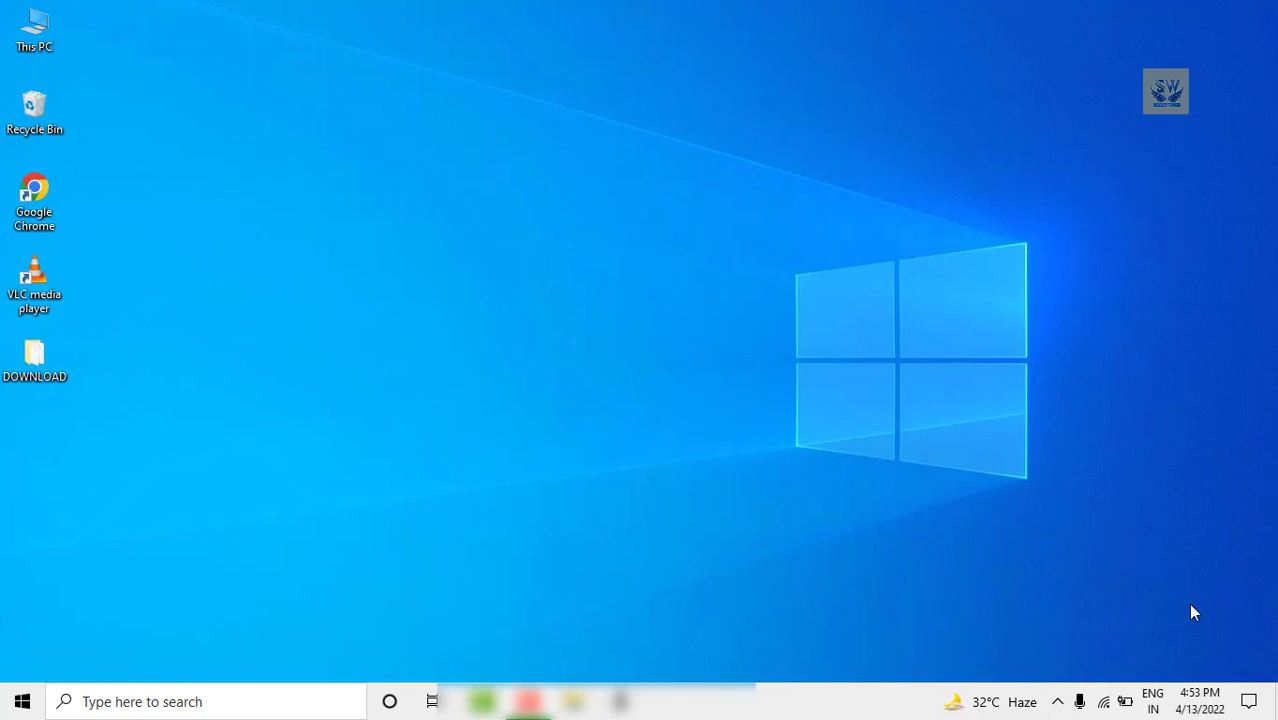 This PC
Recycle Bin
Google
Chrome
VLC media
player
DOWNLOAD
SW
Type here to search
32°C Haze
ENG
IN
4:53 PM
4/13/2022